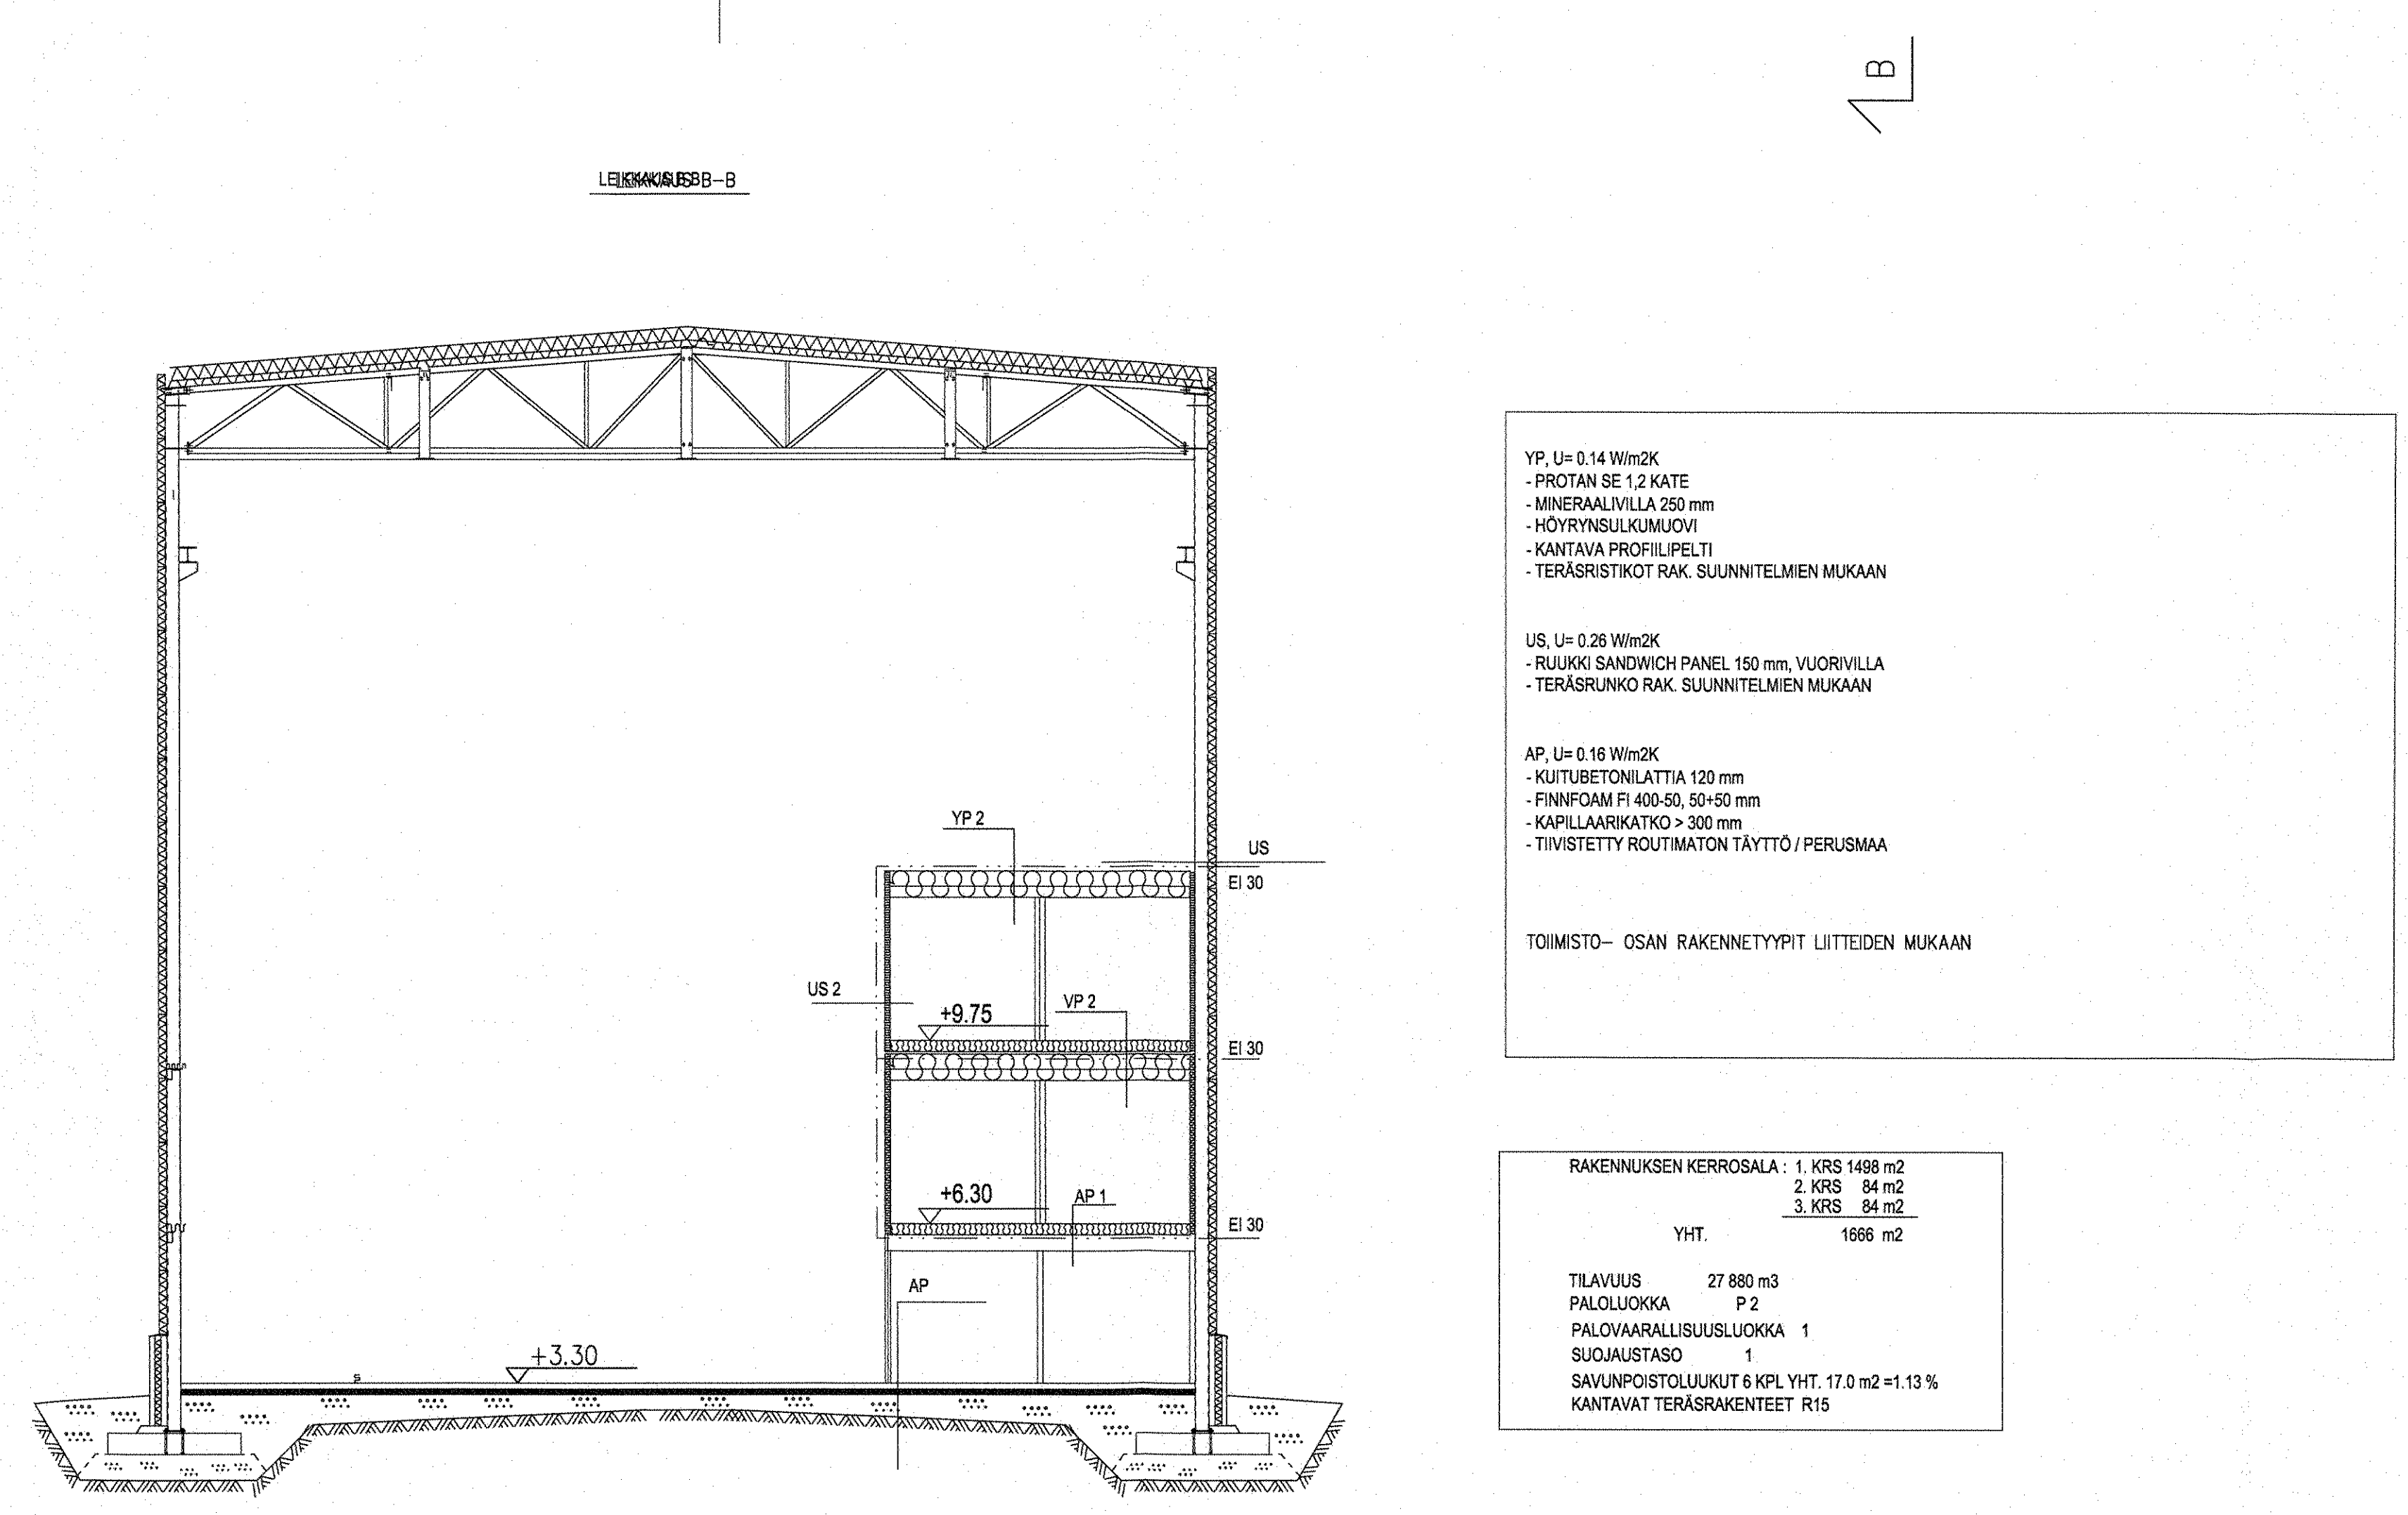 B
LEIKKAUS B-B
YP, U= 0.14 W/m2K
- PROTAN SE 1,2 KATE
- MINERAALIVILLA 250 mm
- HÖYRYNSULKUMUOVI
- KANTAVA PROFIILIPELTI
- TERÄSRISTIKOT RAK. SUUNNITELMIEN MUKAAN
US, U= 0.26 W/m2K
- RUUKKI SANDWICH PANEL 150 mm, VUORIVILLA
- TERÄSRUNKO RAK. SUUNNITELMIEN MUKAAN
AP, U= 0.16 W/m2K
- KUITUBETONILATTIA 120 mm
- FINNFOAM FI 400-50, 50+50 mm
- KAPILLAARIKATKO > 300 mm
- TIIVISTETTY ROUTIMATON TÄYTTÖ / PERUSMAA
TOIMISTO- OSAN RAKENNETYYPIT LIITTEIDEN MUKAAN
YP 2
US
EI 30
US 2
+9.75
VP 2
EI 30
+6.30
AP 1
EI 30
AP
+3.30
s
RAKENNUKSEN KERROSALA : 1. KRS 1498 m2
2. KRS 84 m2
3. KRS 84 m2
YHT. 1666 m2
TILAVUUS 27 880 m3
PALOLUOKKA P 2
PALOVAARALLISUUSLUOKKA 1
SUOJAUSTASO 1
SAVUNPOISTOLUUKUT 6 KPL YHT. 17.0 m2 =1.13 %
KANTAVAT TERÄSRAKENTEET R15